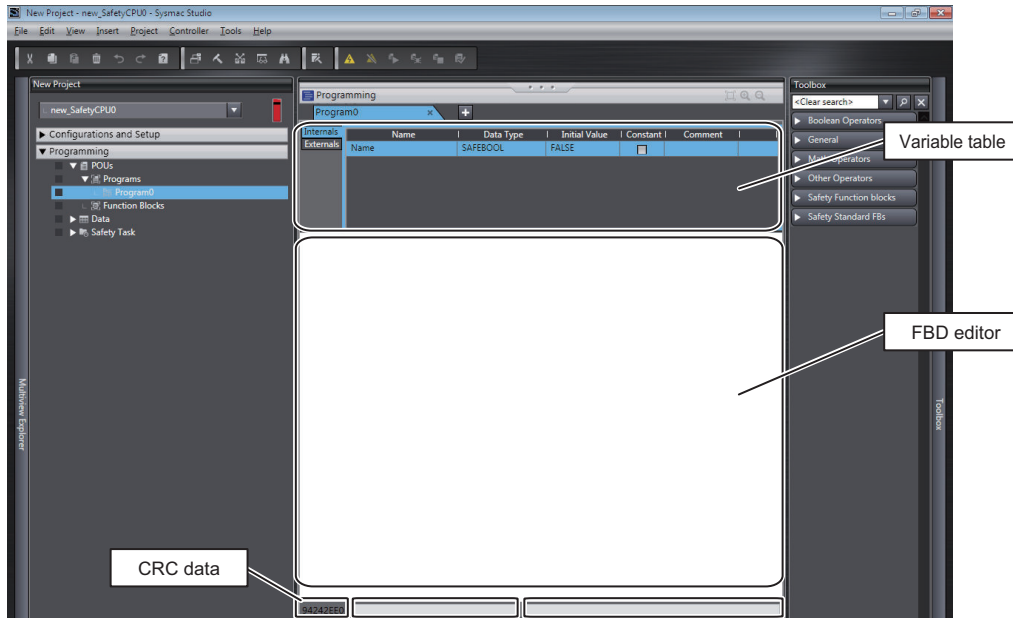 New Project - new_SafetyCPU0 - Sysmac Studio
File Edit View Insert Project Controller Tools Help
New Project
new_SafetyCPU0
Configurations and Setup
Programming
POUs
Programs
Program0
Function Blocks
Data
Safety Task
Multiview Explorer
Programming
Program0
Internals
Externals
Name Data Type Initial Value Constant Comment
Name SAFEBOOL FALSE
94242EE0
Toolbox
<Clear search>
Boolean Operators
General
Math Operators
Other Operators
Safety Function blocks
Safety Standard FBs
Toolbox
Variable table
FBD editor
CRC data